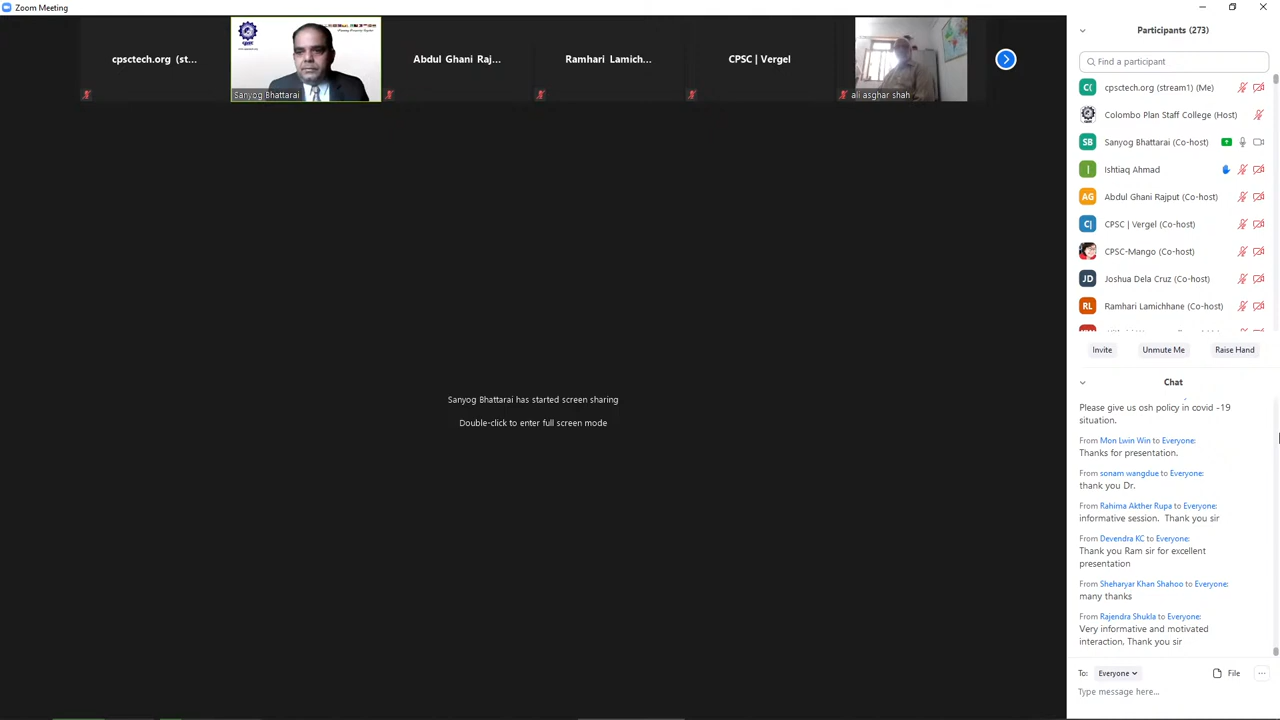 Zoom Meeting
cpsctech.org (st...
Abdul Ghani Raj...
Ramhari Lamich...
CPSC | Vergel
Sanyog Bhattarai
ali asghar shah
Sanyog Bhattarai has started screen sharing
Double-click to enter full screen mode
Participants (273)
Find a participant
C( cpsctech.org (stream1) (Me)
Colombo Plan Staff College (Host)
SB Sanyog Bhattarai (Co-host)
I Ishtiaq Ahmad
AG Abdul Ghani Rajput (Co-host)
C| CPSC | Vergel (Co-host)
CPSC-Mango (Co-host)
JD Joshua Dela Cruz (Co-host)
RL Ramhari Lamichhane (Co-host)
Invite Unmute Me Raise Hand
Chat
Please give us osh policy in covid -19
situation.
From Mon Lwin Win to Everyone:
Thanks for presentation.
From sonam wangdue to Everyone:
thank you Dr.
From Rahima Akther Rupa to Everyone:
informative session. Thank you sir
From Devendra KC to Everyone:
Thank you Ram sir for excellent
presentation
From Sheharyar Khan Shahoo to Everyone:
many thanks
From Rajendra Shukla to Everyone:
Very informative and motivated
interaction, Thank you sir
To: Everyone File ...
Type message here...